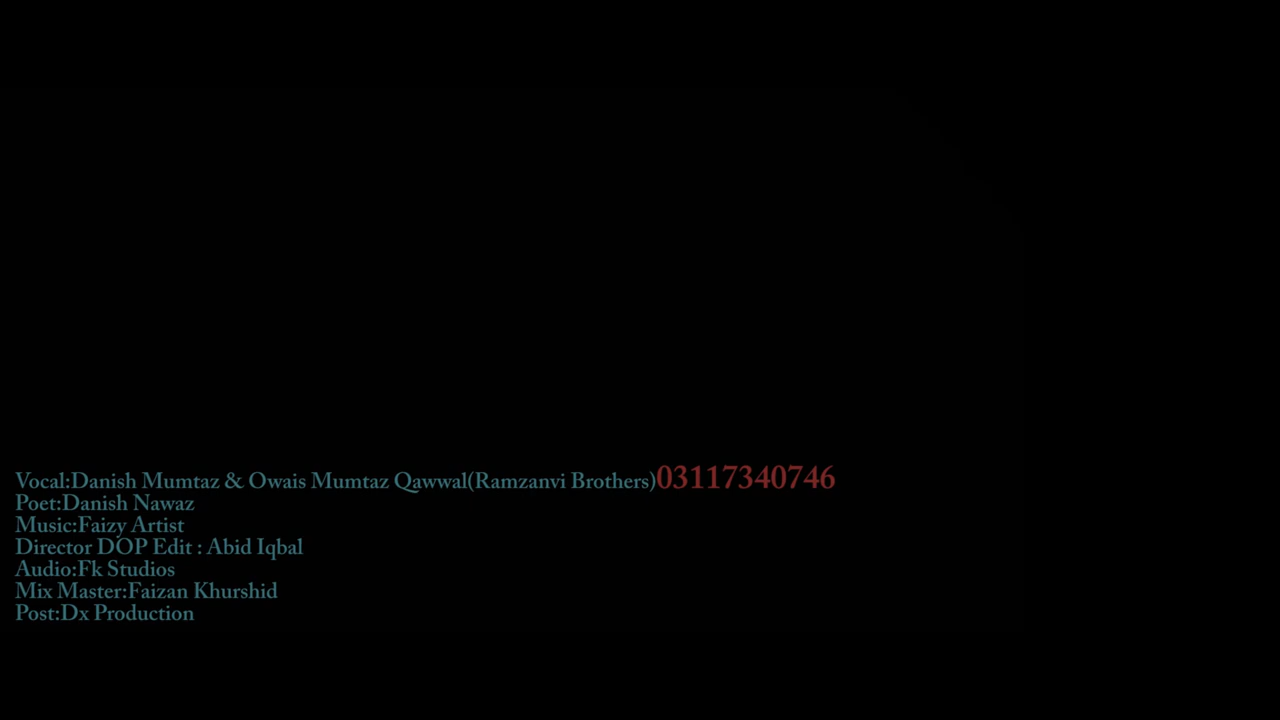 Vocal:Danish Mumtaz & Owais Mumtaz Qawwal(Ramzanvi Brothers)03117340746
Poet:Danish Nawaz
Music:Faizy Artist
Director DOP Edit : Abid Iqbal
Audio:Fk Studios
Mix Master:Faizan Khurshid
Post:Dx Production